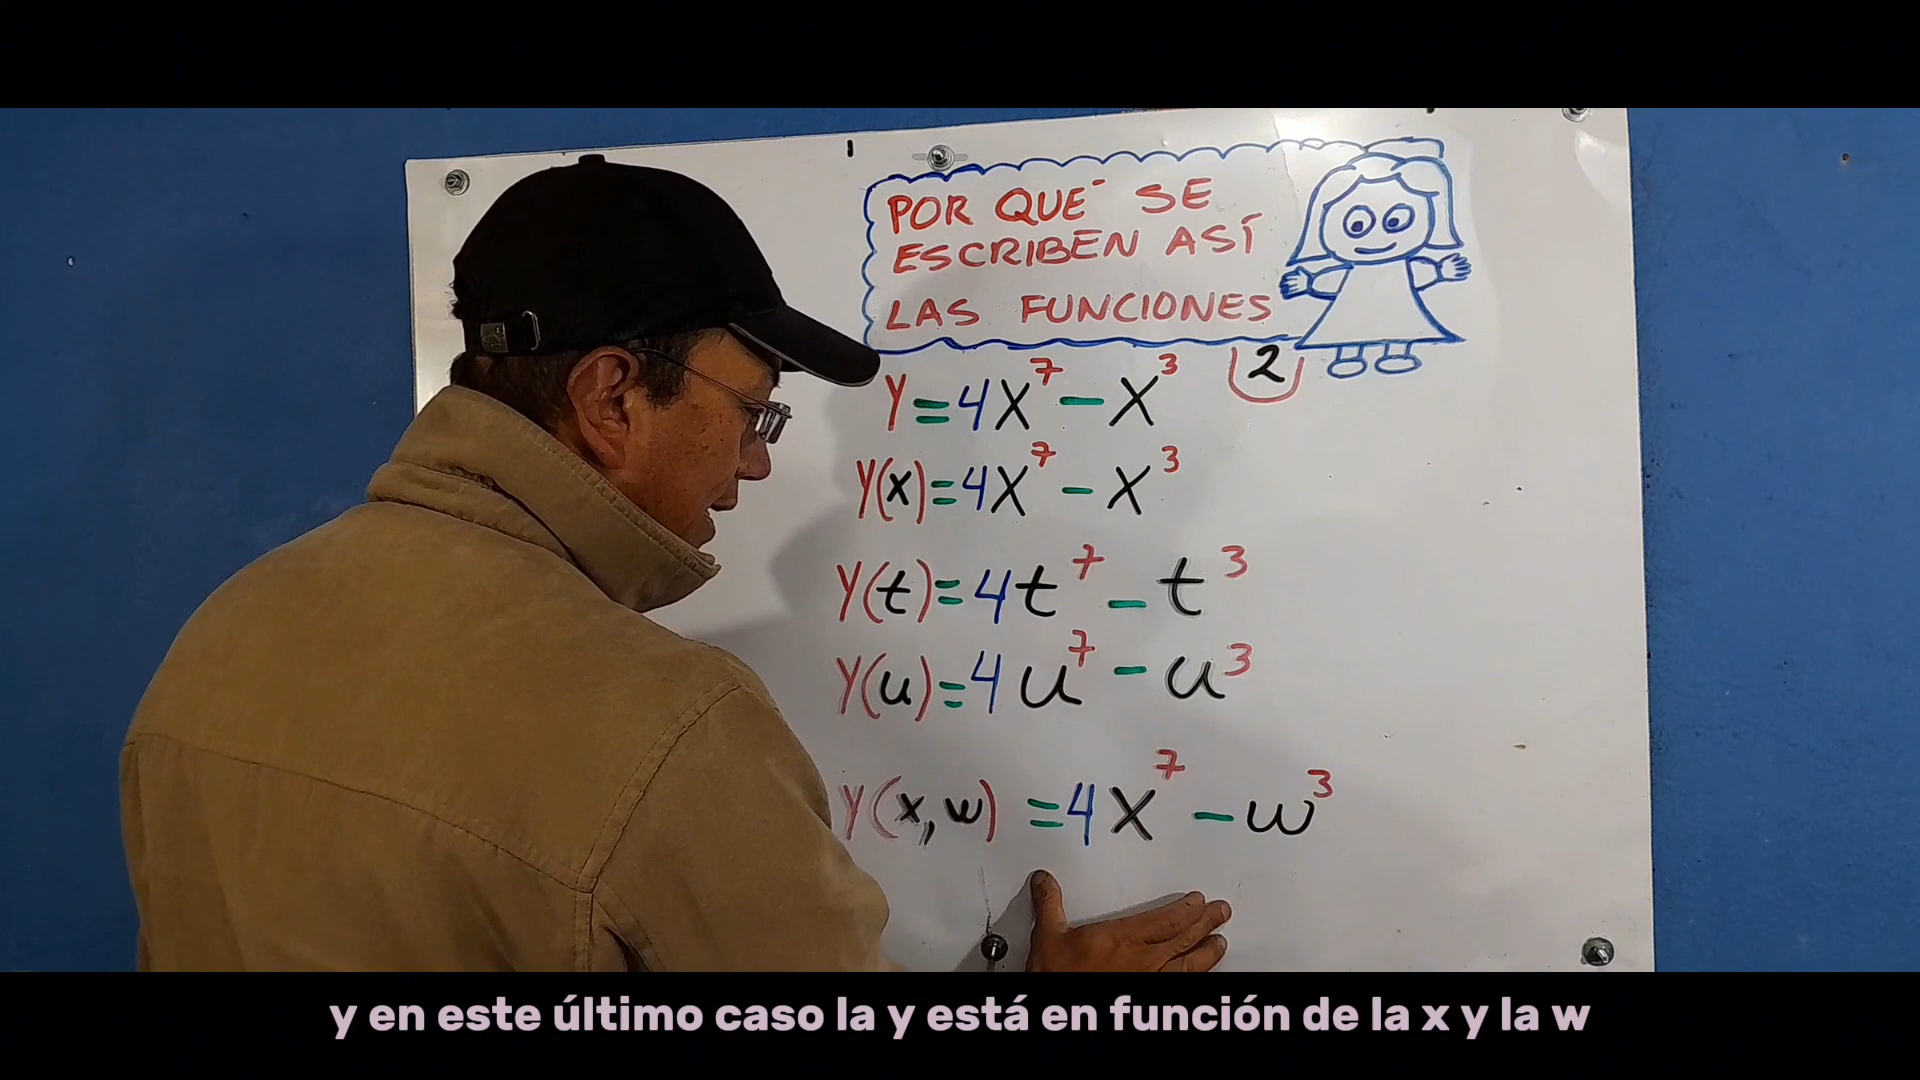 POR QUÉ SE
ESCRIBEN ASÍ
LAS FUNCIONES
2
Y = 4X⁷ - X³
Y(x) = 4X⁷ - X³
Y(t) = 4t⁷ - t³
Y(u) = 4u⁷ - u³
Y(x, w) = 4X⁷ - w³
y en este último caso la y está en función de la x y la w